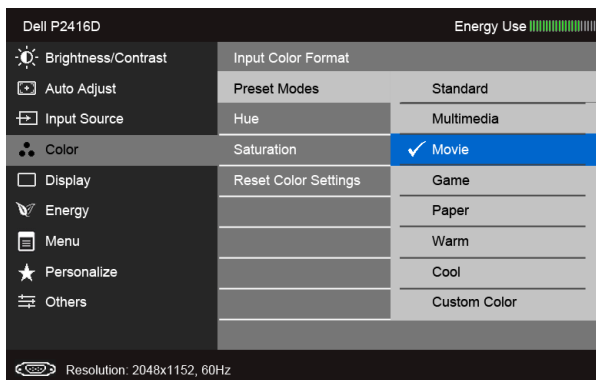 Dell P2416D Energy Use
Brightness/Contrast
Auto Adjust
Input Source
Color
Display
Energy
Menu
Personalize
Others
Input Color Format
Preset Modes
Hue
Saturation
Reset Color Settings
Standard
Multimedia
Movie
Game
Paper
Warm
Cool
Custom Color
Resolution: 2048x1152, 60Hz